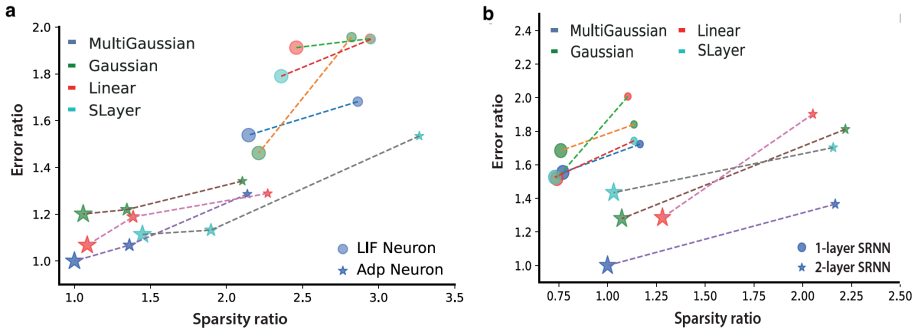 a
2.0
1.8
1.6
1.4
1.2
1.0
Error ratio
MultiGaussian
Gaussian
Linear
SLayer
LIF Neuron
Adp Neuron
1.0 1.5 2.0 2.5 3.0 3.5
Sparsity ratio
b
2.4
2.2
2.0
1.8
1.6
1.4
1.2
1.0
Error ratio
MultiGaussian Linear
Gaussian SLayer
1-layer SRNN
2-layer SRNN
0.75 1.00 1.25 1.50 1.75 2.00 2.25 2.50
Sparsity ratio